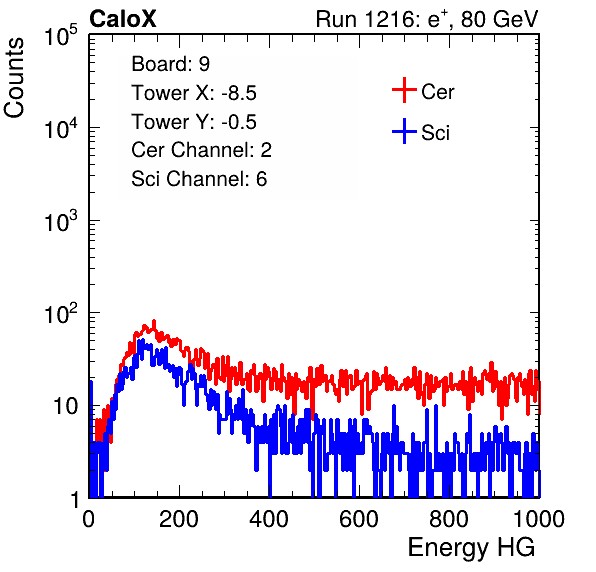 CaloX Run 1216: e⁺, 80 GeV
Counts
Board: 9
Tower X: -8.5
Tower Y: -0.5
Cer Channel: 2
Sci Channel: 6
Cer
Sci
10⁵
10⁴
10³
10²
10
1
0 200 400 600 800 1000
Energy HG